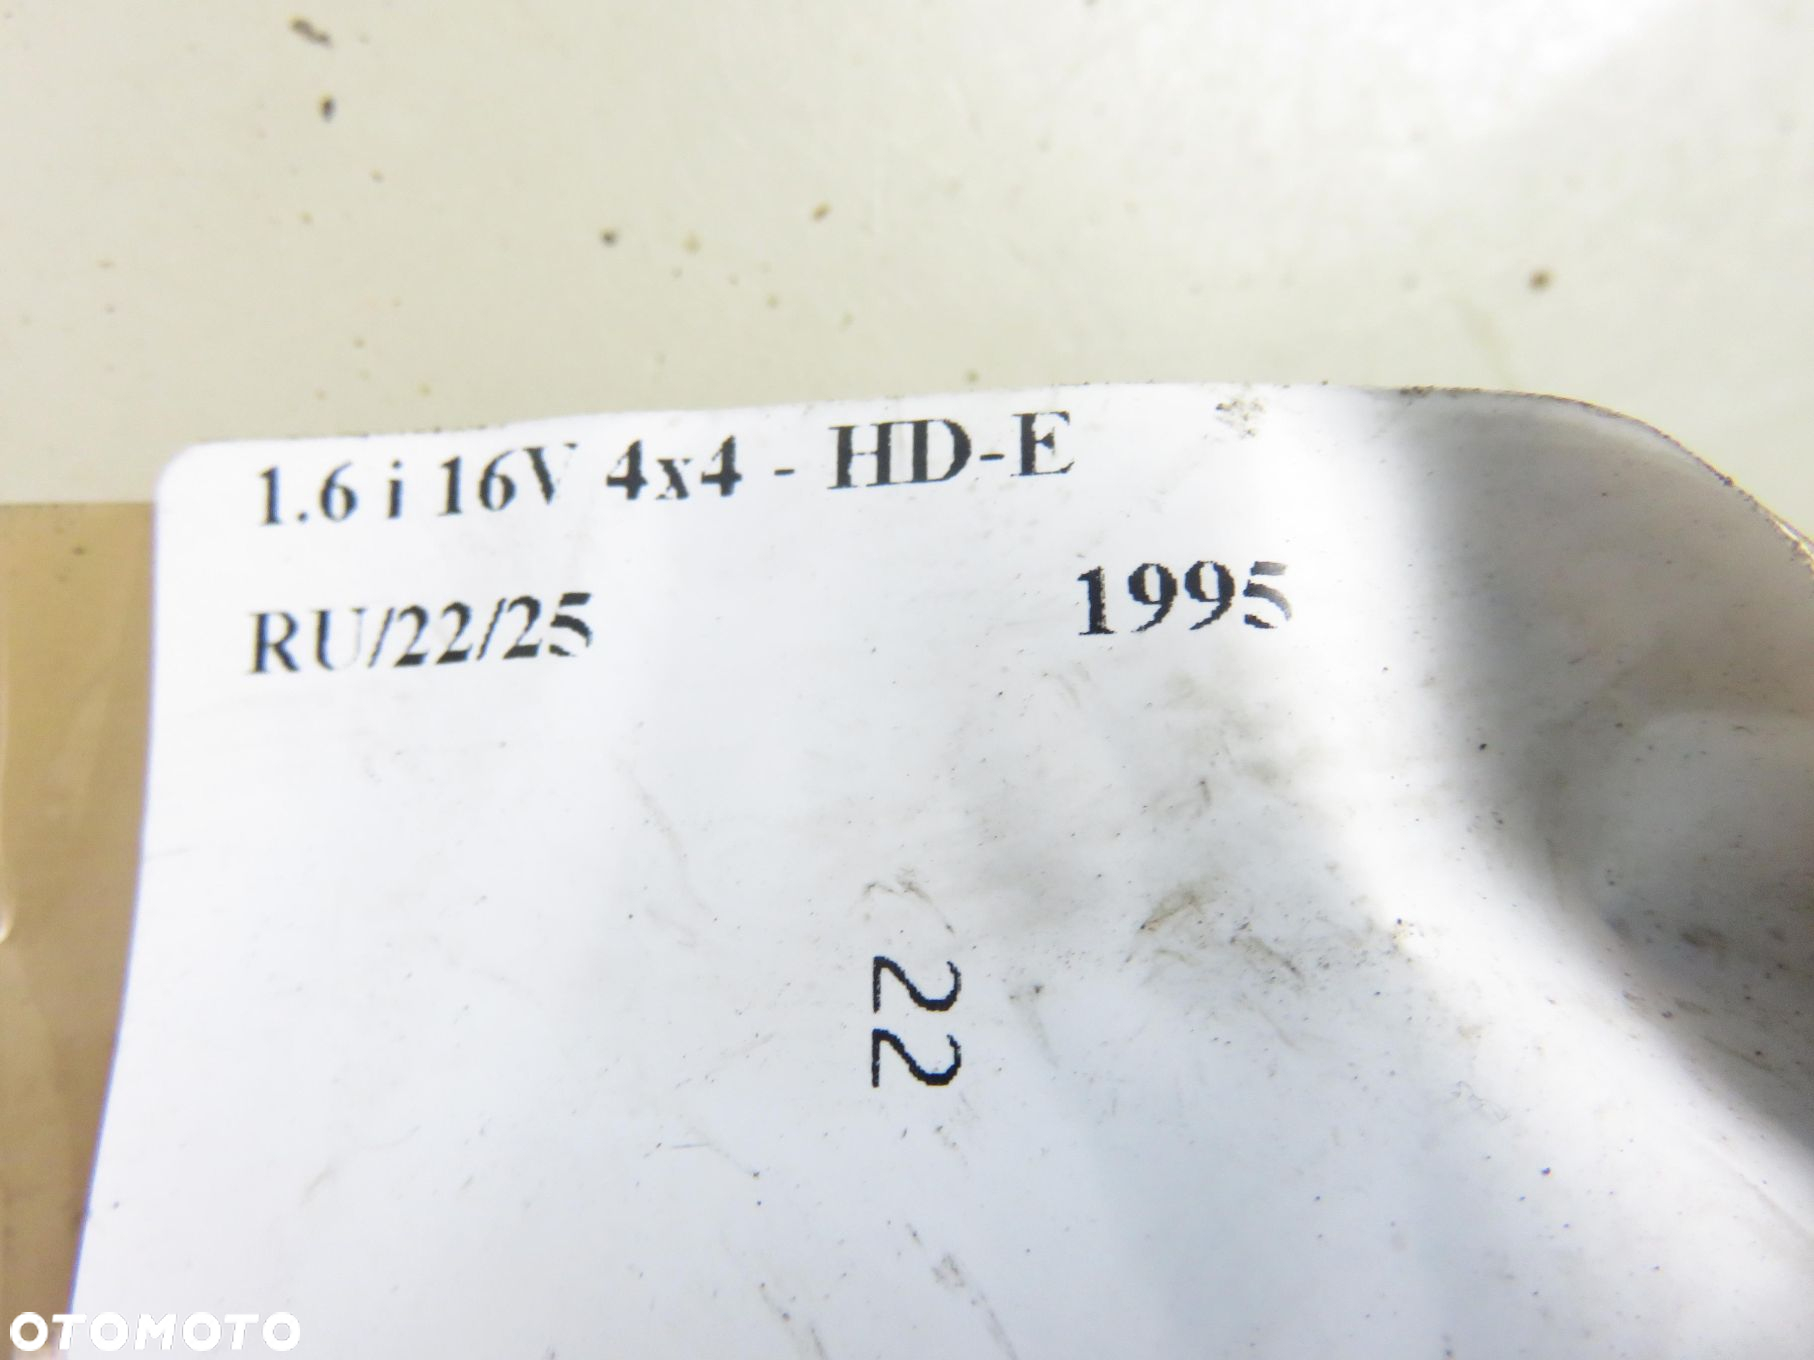 1.6 i 16V 4x4 - HD-E
RU/22/25
1995
22
OTOMOTO